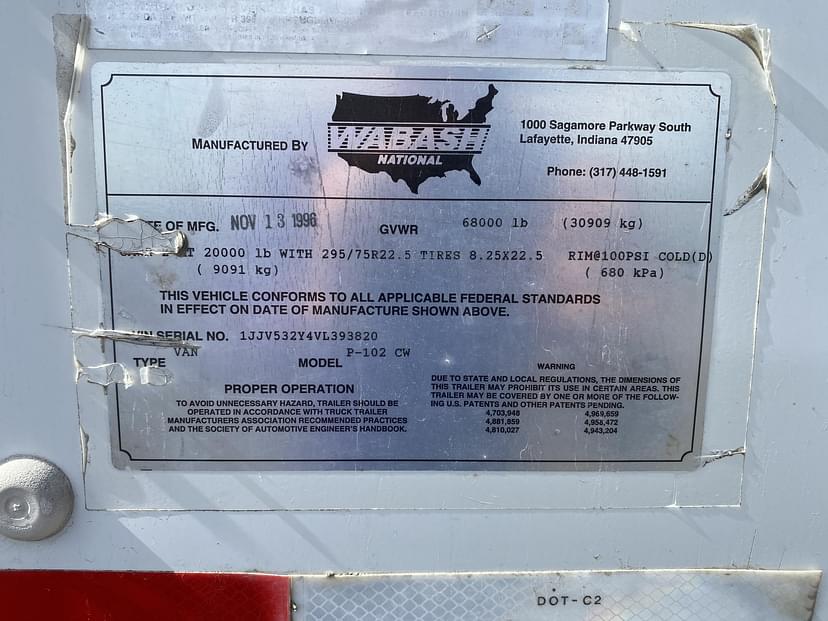 MANUFACTURED BY
WABASH
NATIONAL
1000 Sagamore Parkway South
Lafayette, Indiana 47905
Phone: (317) 448-1591
E OF MFG. NOV 13 1996 GVWR 68000 lb (30909 kg)
20000 lb WITH 295/75R22.5 TIRES 8.25X22.5 RIM@100PSI COLD(D)
( 9091 kg) ( 680 kPa)
THIS VEHICLE CONFORMS TO ALL APPLICABLE FEDERAL STANDARDS
IN EFFECT ON DATE OF MANUFACTURE SHOWN ABOVE.
VIN SERIAL NO. 1JJV532Y4VL393820
TYPE VAN MODEL P-102 CW
PROPER OPERATION
TO AVOID UNNECESSARY HAZARD, TRAILER SHOULD BE
OPERATED IN ACCORDANCE WITH TRUCK TRAILER
MANUFACTURERS ASSOCIATION RECOMMENDED PRACTICES
AND THE SOCIETY OF AUTOMOTIVE ENGINEER'S HANDBOOK.
WARNING
DUE TO STATE AND LOCAL REGULATIONS, THE DIMENSIONS OF
THIS TRAILER MAY PROHIBIT ITS USE IN CERTAIN AREAS. THIS
TRAILER MAY BE COVERED BY ONE OR MORE OF THE FOLLOW-
ING U.S. PATENTS AND OTHER PATENTS PENDING.
4,703,948 4,969,659
4,881,859 4,958,472
4,810,027 4,943,204
DOT-C2